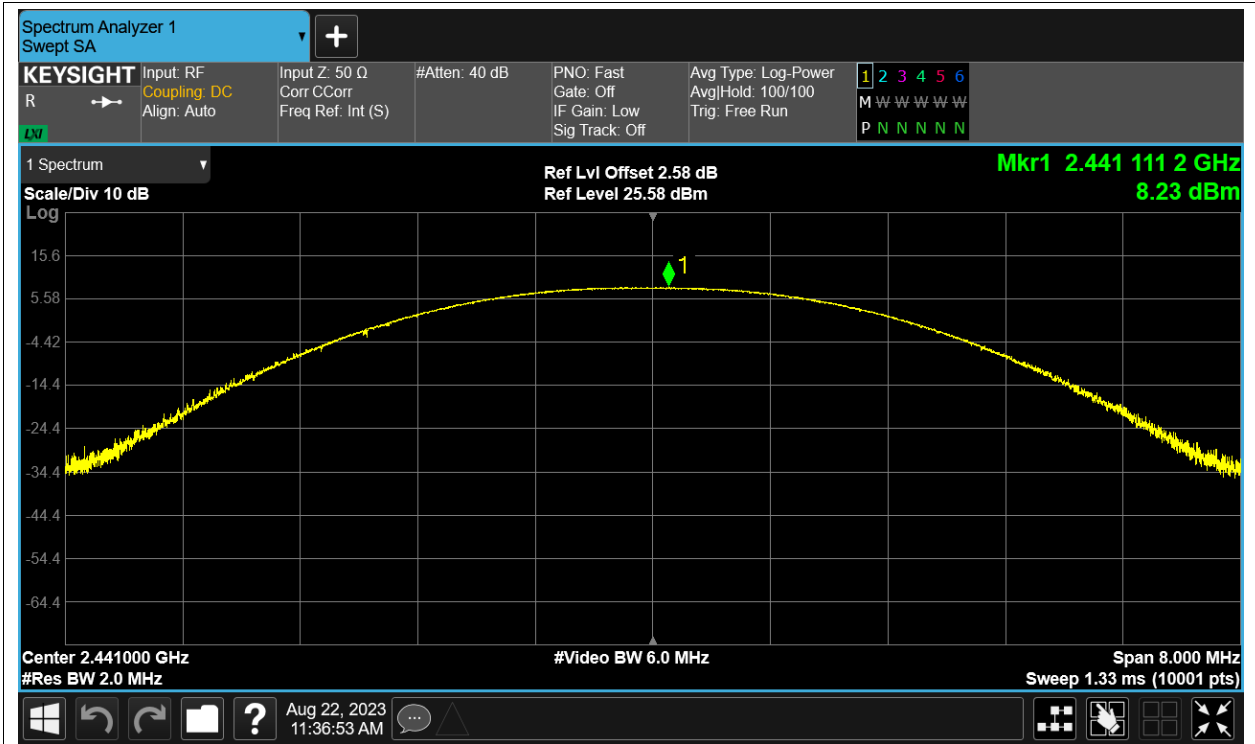 Spectrum Analyzer 1
Swept SA
KEYSIGHT
R
LXI
Input: RF
Coupling: DC
Align: Auto
Input Z: 50 Ω
Corr CCorr
Freq Ref: Int (S)
#Atten: 40 dB
PNO: Fast
Gate: Off
IF Gain: Low
Sig Track: Off
Avg Type: Log-Power
Avg|Hold: 100/100
Trig: Free Run
1 2 3 4 5 6
M W W W W W W
P N N N N N N
1 Spectrum
Scale/Div 10 dB
Log
Ref Lvl Offset 2.58 dB
Ref Level 25.58 dBm
Mkr1 2.441 111 2 GHz
8.23 dBm
1
15.6
5.58
-4.42
-14.4
-24.4
-34.4
-44.4
-54.4
-64.4
Center 2.441000 GHz
#Res BW 2.0 MHz
#Video BW 6.0 MHz
Span 8.000 MHz
Sweep 1.33 ms (10001 pts)
?
Aug 22, 2023
11:36:53 AM